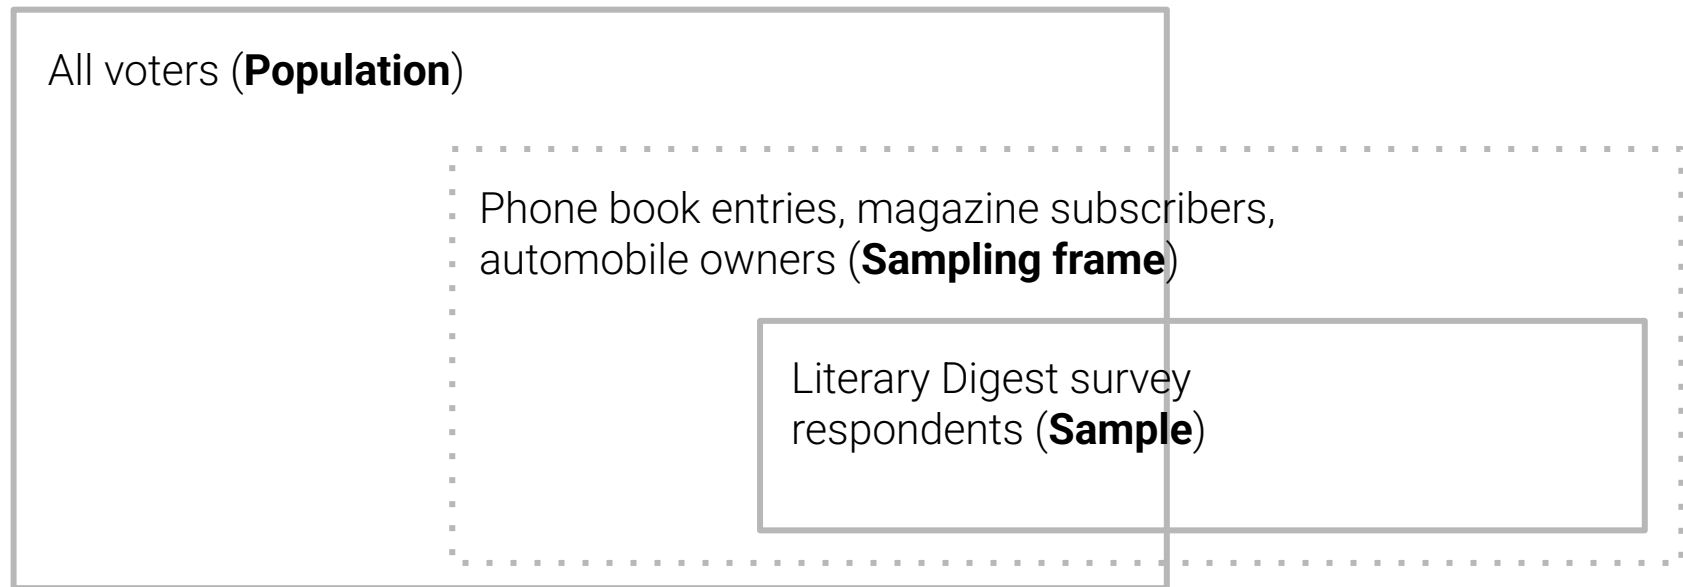 All voters (Population)
Phone book entries, magazine subscribers,
automobile owners (Sampling frame)
Literary Digest survey
respondents (Sample)